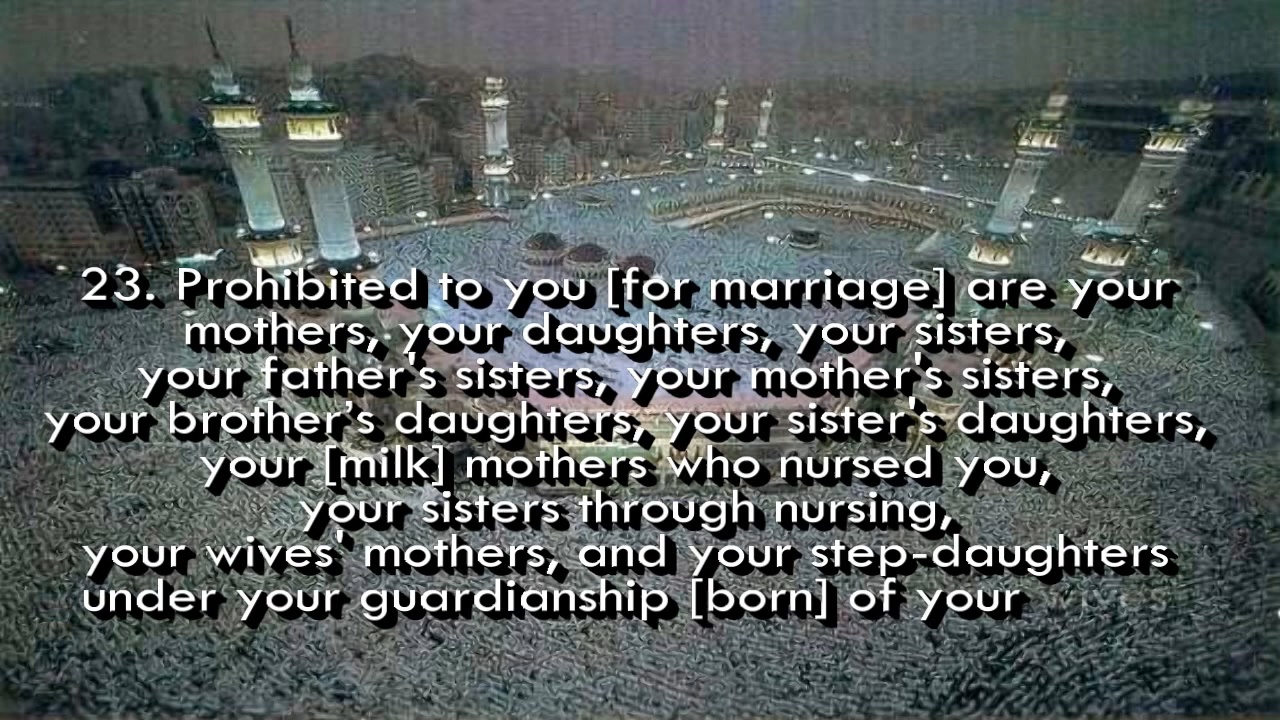 23. Prohibited to you [for marriage] are your
mothers, your daughters, your sisters,
your father's sisters, your mother's sisters,
your brother’s daughters, your sister's daughters,
your [milk] mothers who nursed you,
your sisters through nursing,
your wives' mothers, and your step-daughters
under your guardianship [born] of your